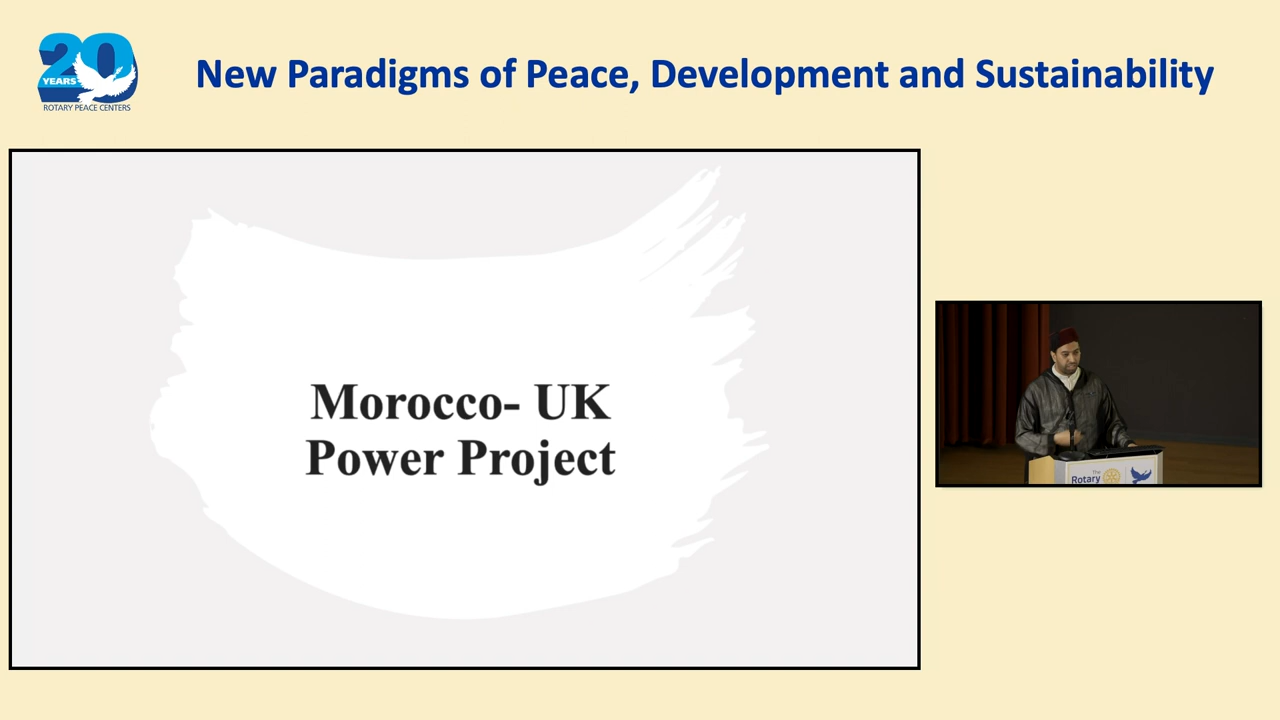 20
YEARS
ROTARY PEACE CENTERS
New Paradigms of Peace, Development and Sustainability
Morocco- UK
Power Project
The
Rotary